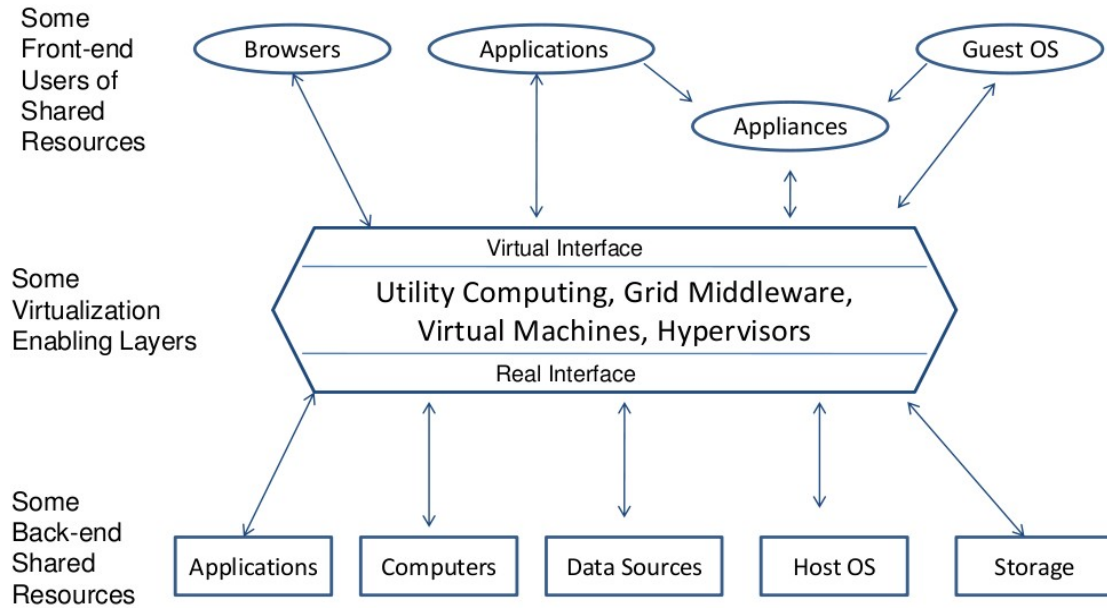 Some
Front-end
Users of
Shared
Resources
Browsers
Applications
Guest OS
Appliances
Some
Virtualization
Enabling Layers
Virtual Interface
Utility Computing, Grid Middleware,
Virtual Machines, Hypervisors
Real Interface
Some
Back-end
Shared
Resources
Applications
Computers
Data Sources
Host OS
Storage